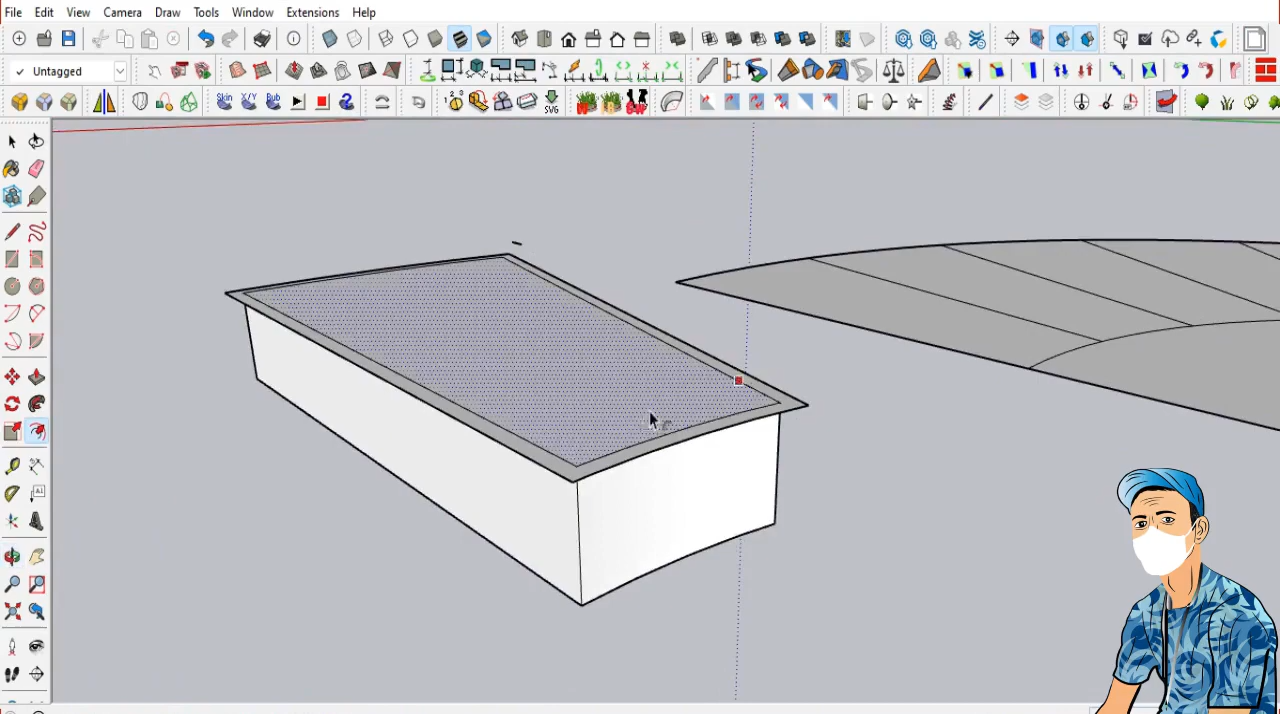 File Edit View Camera Draw Tools Window Extensions Help
Untagged
Skin X/Y Bub
SVG